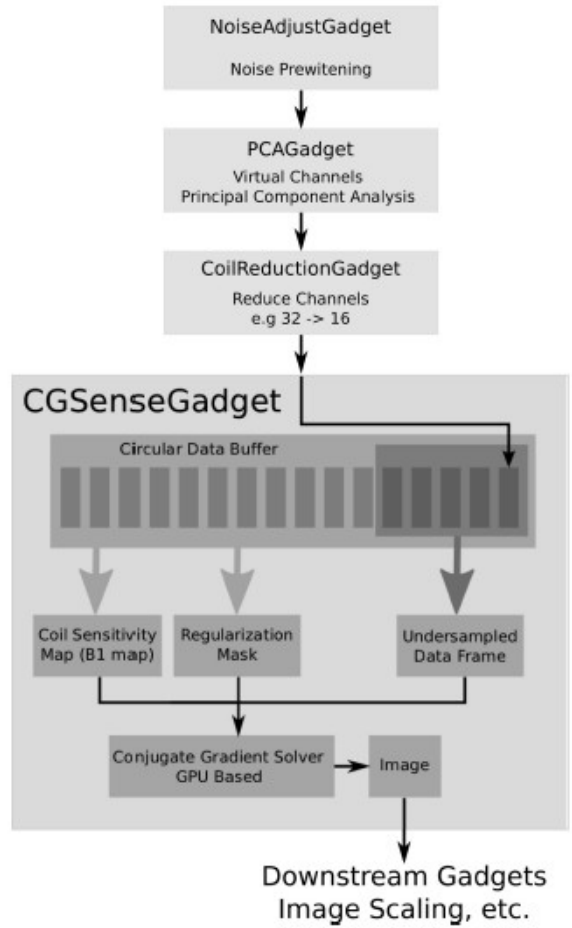 NoiseAdjustGadget
Noise Prewitening
PCAGadget
Virtual Channels
Principal Component Analysis
CoilReductionGadget
Reduce Channels
e.g 32 -> 16
CGSenseGadget
Circular Data Buffer
Coil Sensitivity
Map (B1 map)
Regularization
Mask
Undersampled
Data Frame
Conjugate Gradient Solver
GPU Based
Image
Downstream Gadgets
Image Scaling, etc.